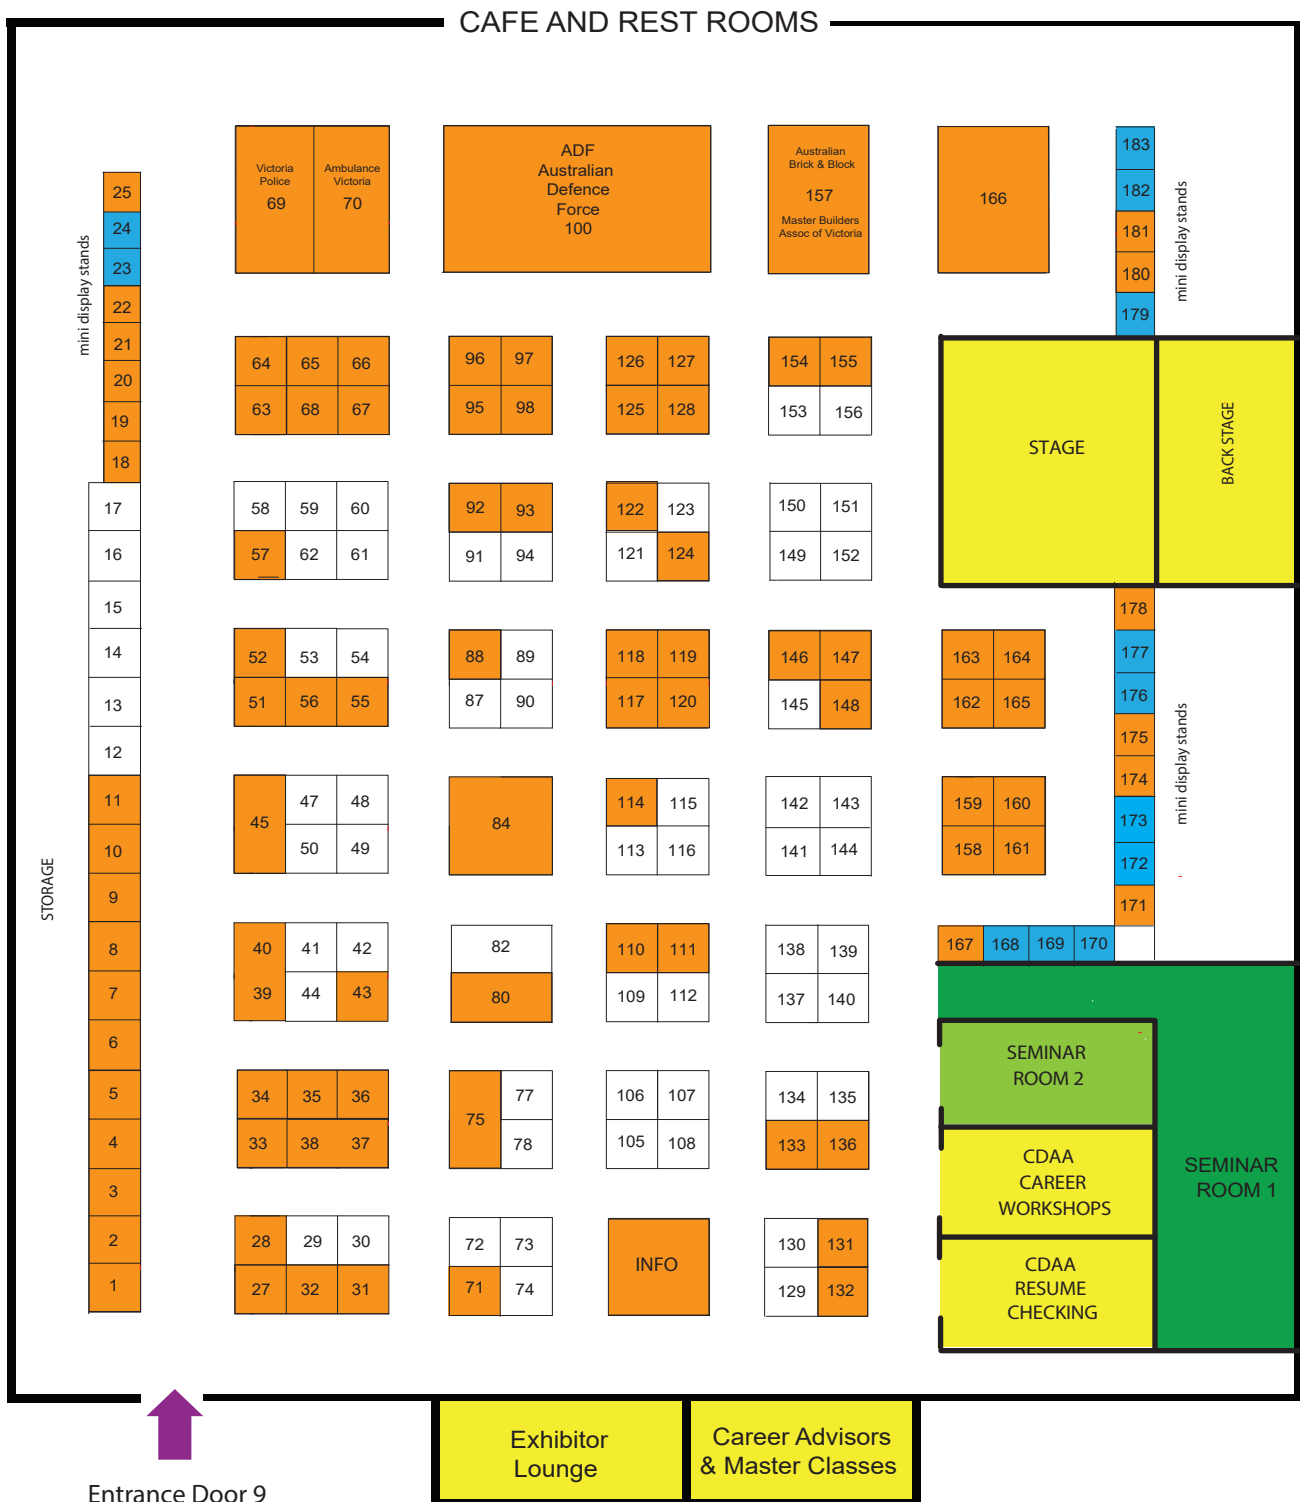 CAFE AND REST ROOMS
Victoria
Police
69
Ambulance
Victoria
70
ADF
Australian
Defence
Force
100
Australian
Brick & Block
157
Master Builders
Assoc of Victoria
166
183
182
181
180
179
mini display stands
mini display stands
25
24
23
22
21
20
19
18
17
16
15
14
13
12
11
10
9
8
7
6
5
4
3
2
1
STORAGE
64 65 66
63 68 67
96 97
95 98
126 127
125 128
154 155
153 156
STAGE
BACK STAGE
58 59 60
57 62 61
92 93
91 94
122 123
121 124
150 151
149 152
52 53 54
51 56 55
88 89
87 90
118 119
117 120
146 147
145 148
163 164
162 165
178
177
176
175
174
173
172
171
mini display stands
45
47 48
50 49
84
114 115
113 116
142 143
141 144
159 160
158 161
40 41 42
39 44 43
82
80
110 111
109 112
138 139
137 140
167 168 169 170
34 35 36
33 38 37
75
77
78
106 107
105 108
134 135
133 136
SEMINAR
ROOM 2
CDAA
CAREER
WORKSHOPS
CDAA
RESUME
CHECKING
SEMINAR
ROOM 1
28 29 30
27 32 31
72 73
71 74
INFO
130 131
129 132
Entrance Door 9
Exhibitor
Lounge
Career Advisors
& Master Classes